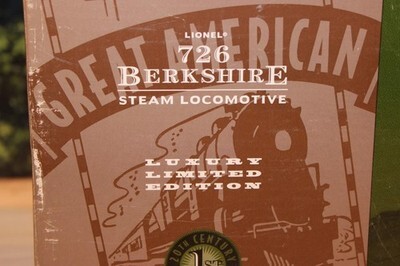 LIONEL®
726
BERKSHIRE
STEAM LOCOMOTIVE
GREAT AMERICAN
LUXURY
LIMITED
EDITION
20TH CENTURY
1ST